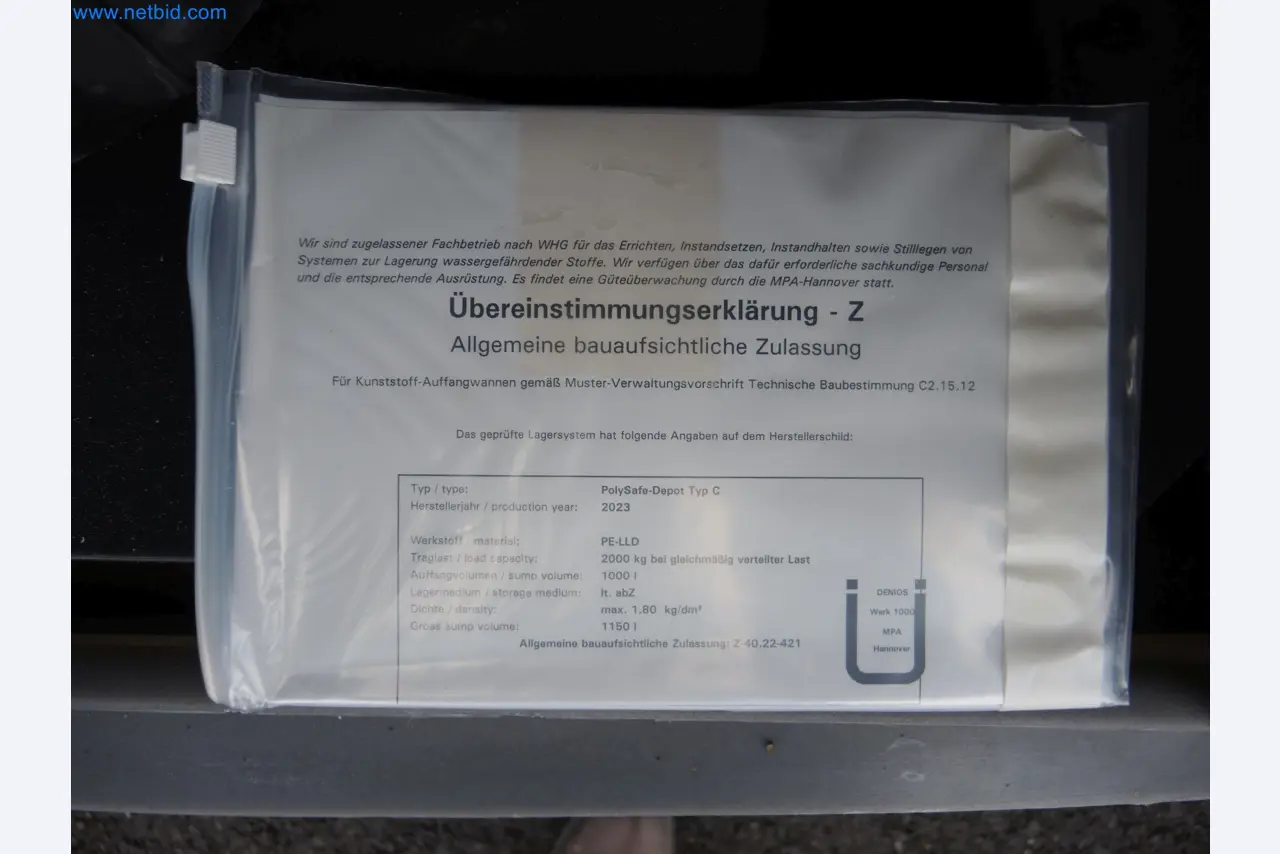 www.netbid.com
Wir sind zugelassener Fachbetrieb nach WHG für das Errichten, Instandsetzen, Instandhalten sowie Stilllegen von
Systemen zur Lagerung wassergefährdender Stoffe. Wir verfügen über das dafür erforderliche sachkundige Personal
und die entsprechende Ausrüstung. Es findet eine Güteüberwachung durch die MPA-Hannover statt.
Übereinstimmungserklärung - Z
Allgemeine bauaufsichtliche Zulassung
Für Kunststoff-Auffangwannen gemäß Muster-Verwaltungsvorschrift Technische Baubestimmung C2.15.12
Das geprüfte Lagersystem hat folgende Angaben auf dem Herstellerschild:
Typ / type: PolySafe-Depot Typ C
Herstellerjahr / production year: 2023
Werkstoff / material: PE-LLD
Traglast / load capacity: 2000 kg bei gleichmäßig verteilter Last
Auffangvolumen / sump volume: 1000 l
Lagermedium / storage medium: lt. abZ
Dichte / density: max. 1,80 kg/dm³
Gross sump volume: 1150 l
Allgemeine bauaufsichtliche Zulassung: Z-40.22-421
DENIOS
Werk 1000
MPA
Hannover